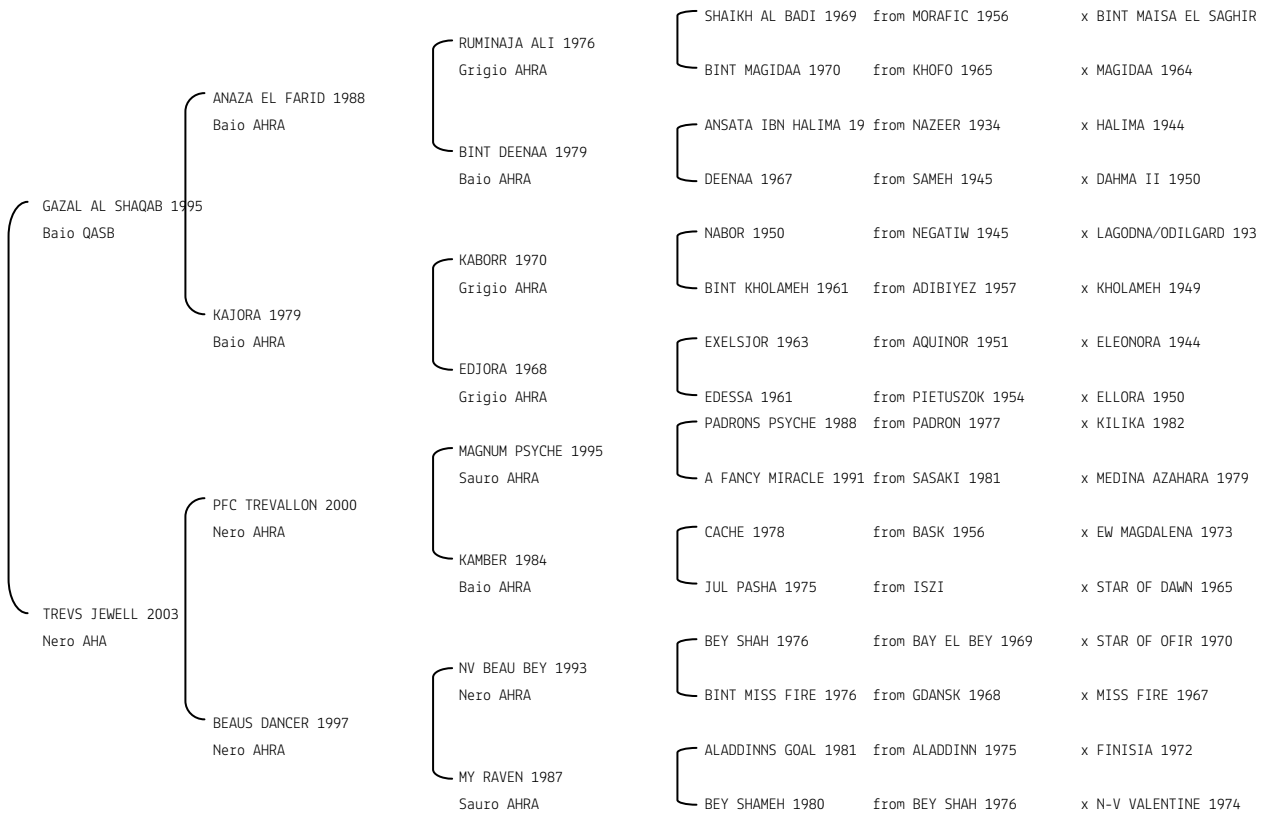 SHAIKH AL BADI 1969 from MORAFIC 1956 x BINT MAISA EL SAGHIR
RUMINAJA ALI 1976
Grigio AHRA BINT MAGIDAA 1970 from KHOFO 1965 x MAGIDAA 1964
ANAZA EL FARID 1988
Baio AHRA ANSATA IBN HALIMA 19 from NAZEER 1934 x HALIMA 1944
BINT DEENAA 1979
Baio AHRA DEENAA 1967 from SAMEH 1945 x DAHMA II 1950
GAZAL AL SHAQAB 1995
Baio QASB NABOR 1950 from NEGATIW 1945 x LAGODNA/ODILGARD 193
KABORR 1970
Grigio AHRA BINT KHOLAMEH 1961 from ADIBIYEZ 1957 x KHOLAMEH 1949
KAJORA 1979
Baio AHRA EXELSJOR 1963 from AQUINOR 1951 x ELEONORA 1944
EDJORA 1968
Grigio AHRA EDESSA 1961 from PIETUSZOK 1954 x ELLORA 1950
PADRONS PSYCHE 1988 from PADRON 1977 x KILIKA 1982
MAGNUM PSYCHE 1995
Sauro AHRA A FANCY MIRACLE 1991 from SASAKI 1981 x MEDINA AZAHARA 1979
PFC TREVALLON 2000
Nero AHRA CACHE 1978 from BASK 1956 x EW MAGDALENA 1973
KAMBER 1984
Baio AHRA JUL PASHA 1975 from ISZI x STAR OF DAWN 1965
TREVS JEWELL 2003
Nero AHA BEY SHAH 1976 from BAY EL BEY 1969 x STAR OF OFIR 1970
NV BEAU BEY 1993
Nero AHRA BINT MISS FIRE 1976 from GDANSK 1968 x MISS FIRE 1967
BEAUS DANCER 1997
Nero AHRA ALADDINNS GOAL 1981 from ALADDINN 1975 x FINISIA 1972
MY RAVEN 1987
Sauro AHRA BEY SHAMEH 1980 from BEY SHAH 1976 x N-V VALENTINE 1974